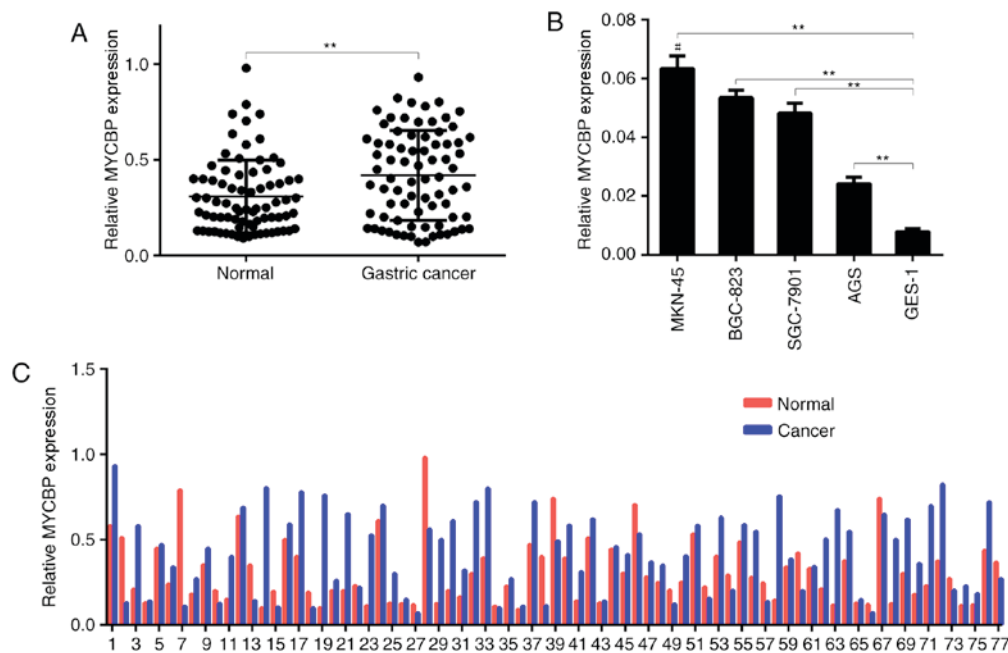 A
Relative MYCBP expression
1.0
0.5
0.0
**
Normal
Gastric cancer
B
Relative MYCBP expression
0.08
0.06
0.04
0.02
0.00
**
**
**
**
MKN-45
BGC-823
SGC-7901
AGS
GES-1
C
Relative MYCBP expression
1.5
1.0
0.5
0.0
Normal
Cancer
1 3 5 7 9 11 13 15 17 19 21 23 25 27 29 31 33 35 37 39 41 43 45 47 49 51 53 55 57 59 61 63 65 67 69 71 73 75 77